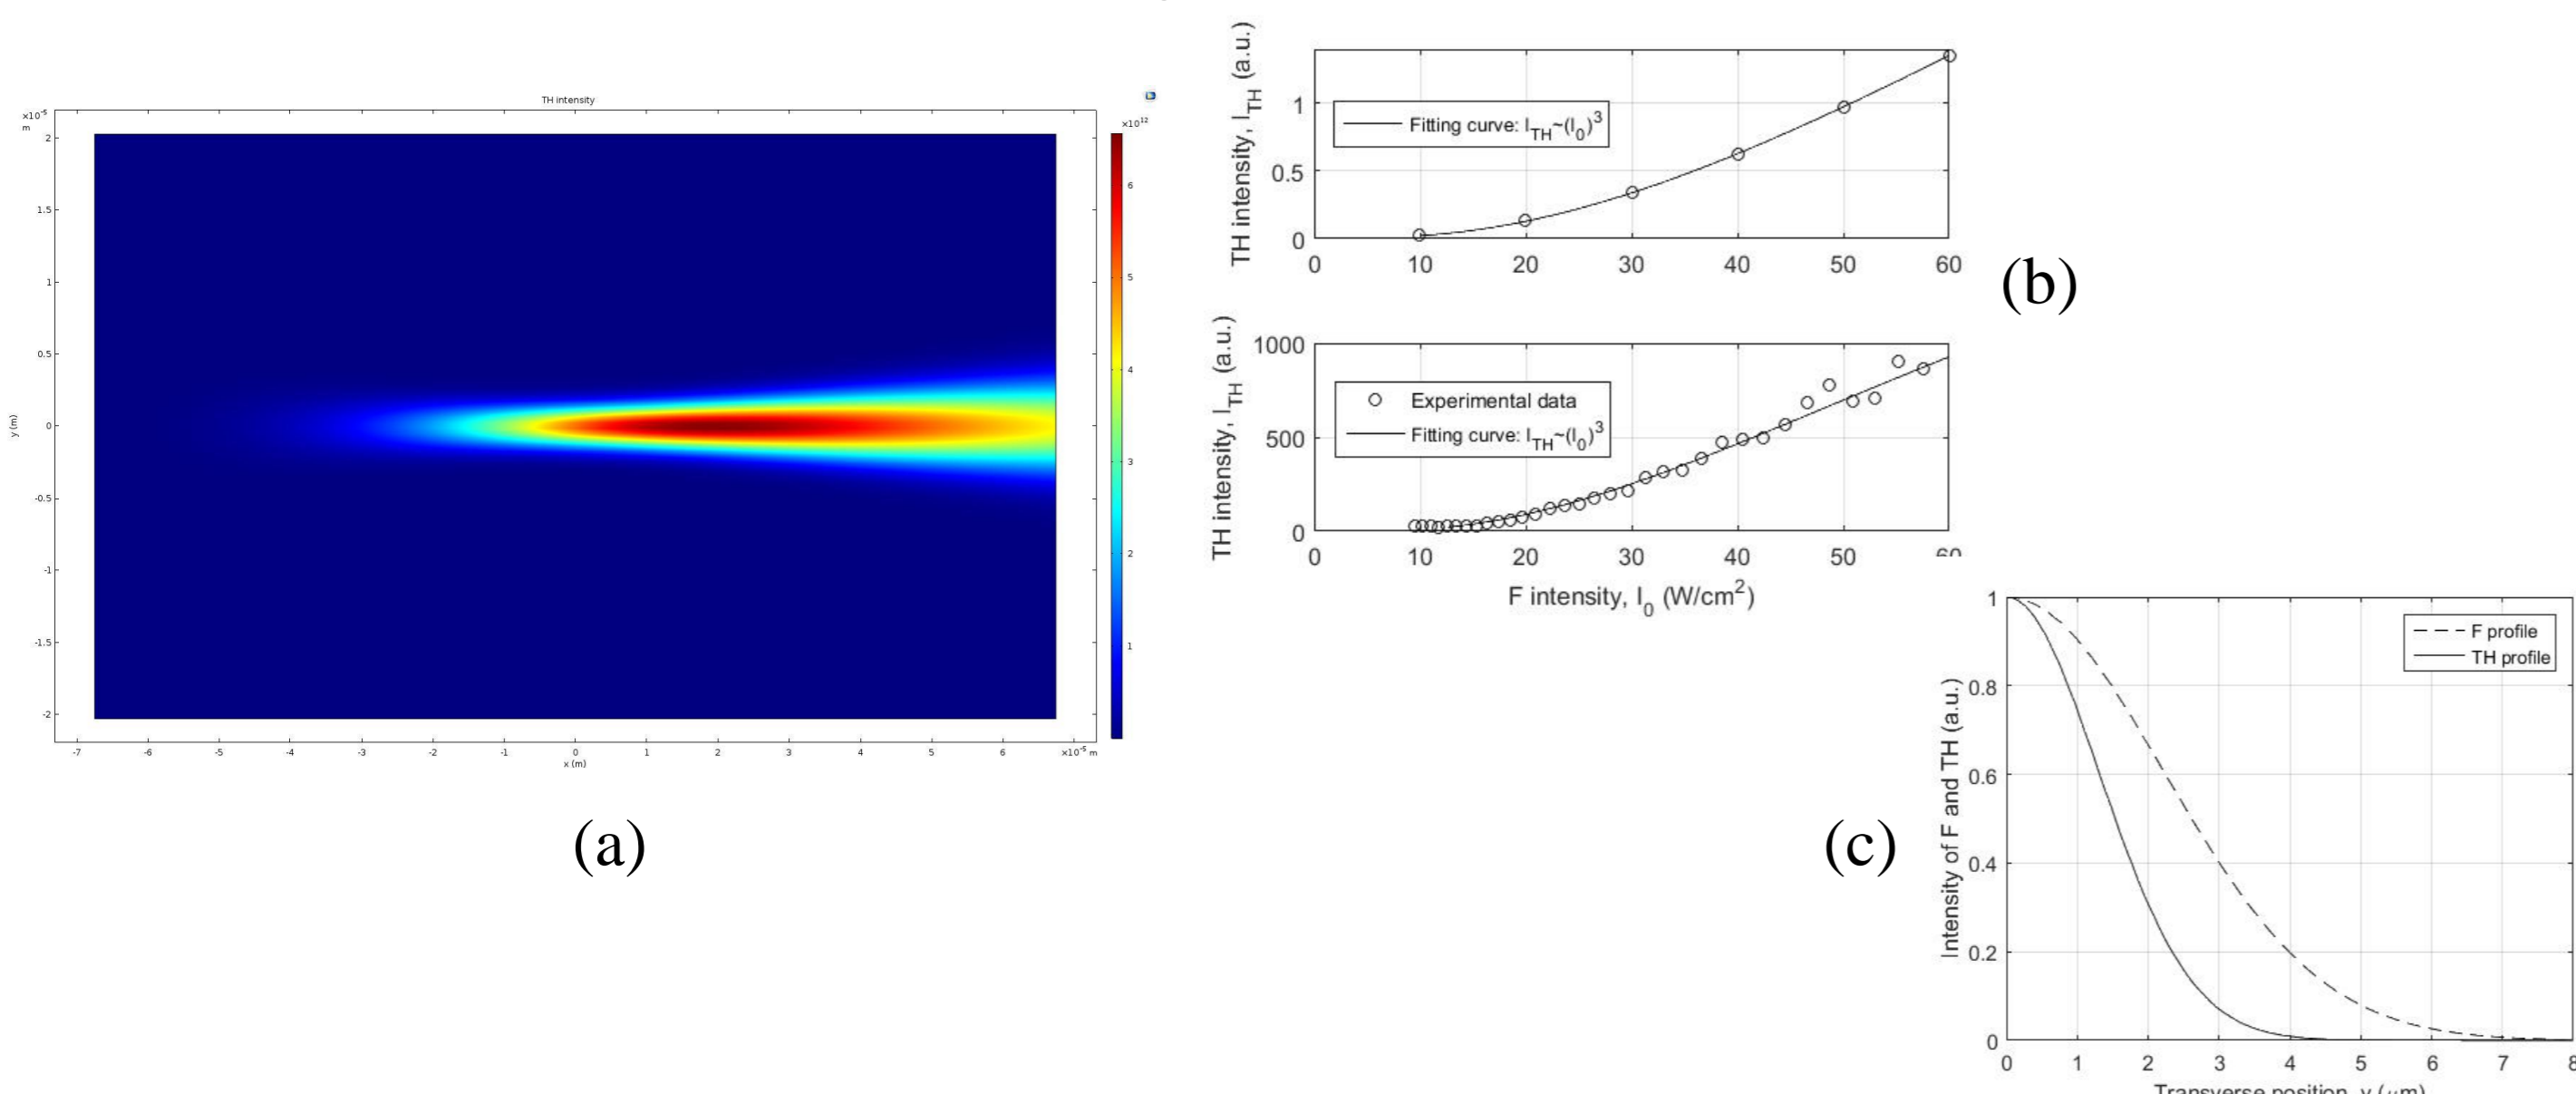 TH intensity
×10⁻⁵
m
2
1.5
1
0.5
0
-0.5
-1
-1.5
-2
y (m)
-7 -6 -5 -4 -3 -2 -1 0 1 2 3 4 5 6 ×10⁻⁵ m
x (m)
×10¹²
6
5
4
3
2
1
(a)
TH intensity, I_TH (a.u.)
1
0.5
0
Fitting curve: I_TH~(I_0)^3
0 10 20 30 40 50 60
(b)
TH intensity, I_TH (a.u.)
1000
500
0
Experimental data
Fitting curve: I_TH~(I_0)^3
0 10 20 30 40 50 60
F intensity, I_0 (W/cm²)
(c)
Intensity of F and TH (a.u.)
1
0.8
0.6
0.4
0.2
0
F profile
TH profile
0 1 2 3 4 5 6 7 8
Transverse position, y (μm)